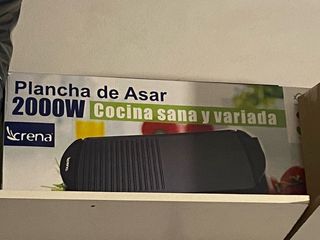 Plancha de Asar
2000W Cocina sana y variada
crena